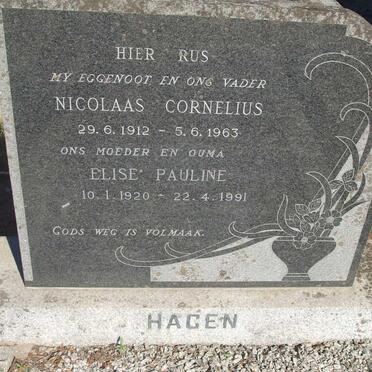 HIER RUS
MY EGGENOOT EN ONS VADER
NICOLAAS CORNELIUS
29.6.1912 - 5.6.1963
ONS MOEDER EN OUMA
ELISE PAULINE
10.1.1920 - 22.4.1991
GODS WEG IS VOLMAAK.
HAGEN